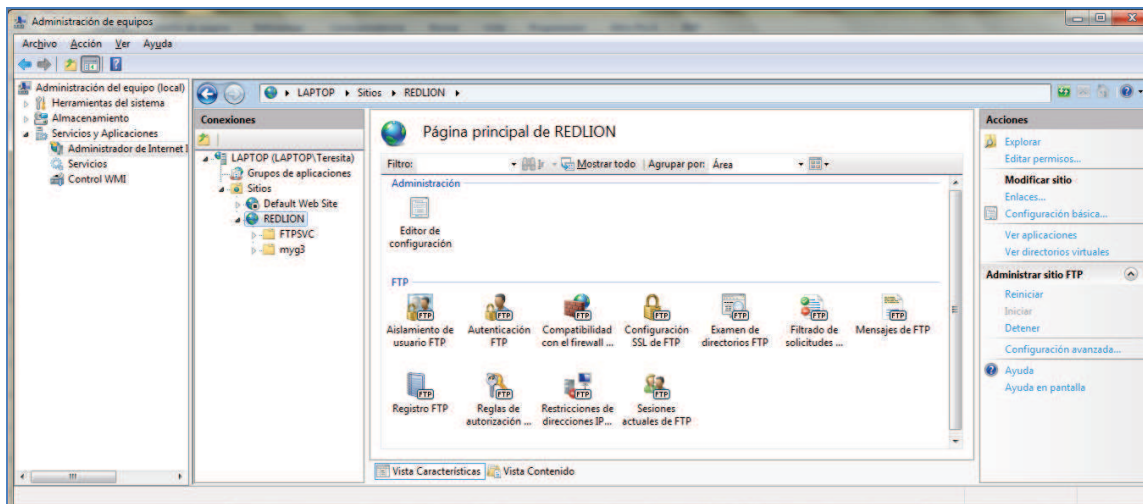 Administración de equipos
Archivo Acción Ver Ayuda
Administración del equipo (local)
Herramientas del sistema
Almacenamiento
Servicios y Aplicaciones
Administrador de Internet I
Servicios
Control WMI
LAPTOP Sitios REDLION
Conexiones
LAPTOP (LAPTOP\Teresita)
Grupos de aplicaciones
Sitios
Default Web Site
REDLION
FTPSVC
myg3
Página principal de REDLION
Filtro: Ir Mostrar todo Agrupar por: Área
Administración
Editor de
configuración
FTP
Aislamiento de
usuario FTP
Autenticación
FTP
Compatibilidad
con el firewall ...
Configuración
SSL de FTP
Examen de
directorios FTP
Filtrado de
solicitudes ...
Mensajes de FTP
Registro FTP
Reglas de
autorización ...
Restricciones de
direcciones IP...
Sesiones
actuales de FTP
Vista Características Vista Contenido
Acciones
Explorar
Editar permisos...
Modificar sitio
Enlaces...
Configuración básica...
Ver aplicaciones
Ver directorios virtuales
Administrar sitio FTP
Reiniciar
Iniciar
Detener
Configuración avanzada...
Ayuda
Ayuda en pantalla